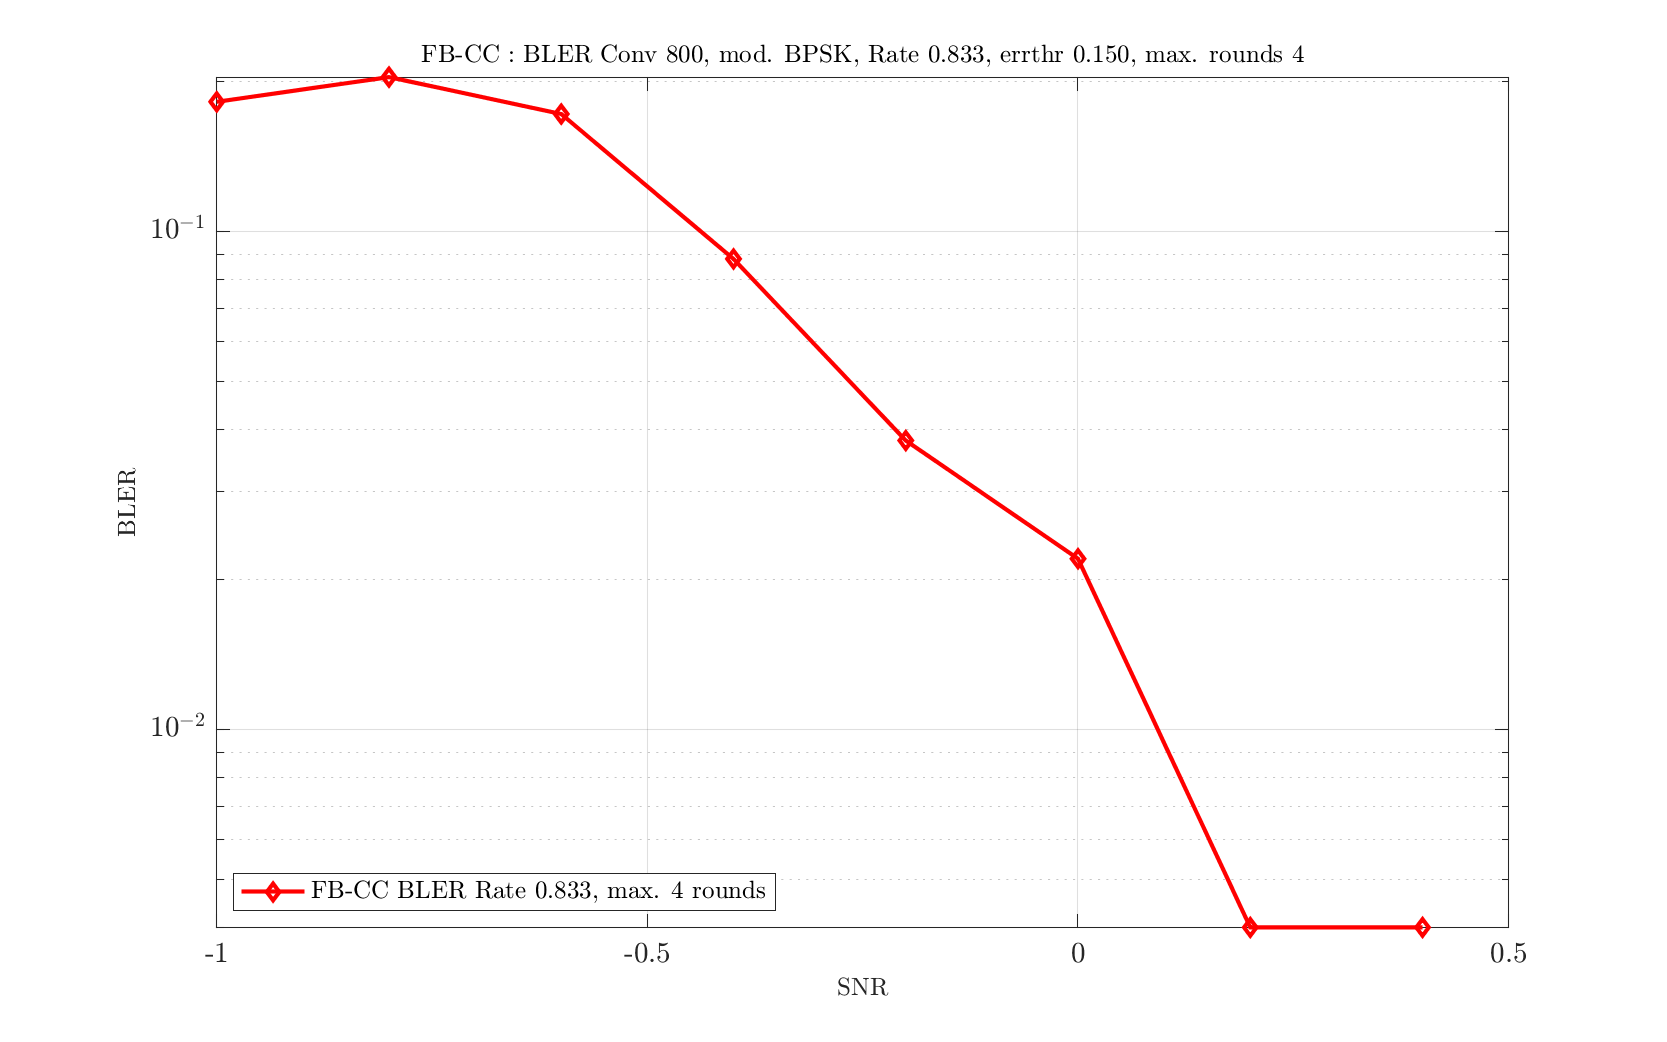 FB-CC : BLER Conv 800, mod. BPSK, Rate 0.833, errthr 0.150, max. rounds 4
10⁻¹
BLER
10⁻²
FB-CC BLER Rate 0.833, max. 4 rounds
-1 -0.5 0 0.5
SNR